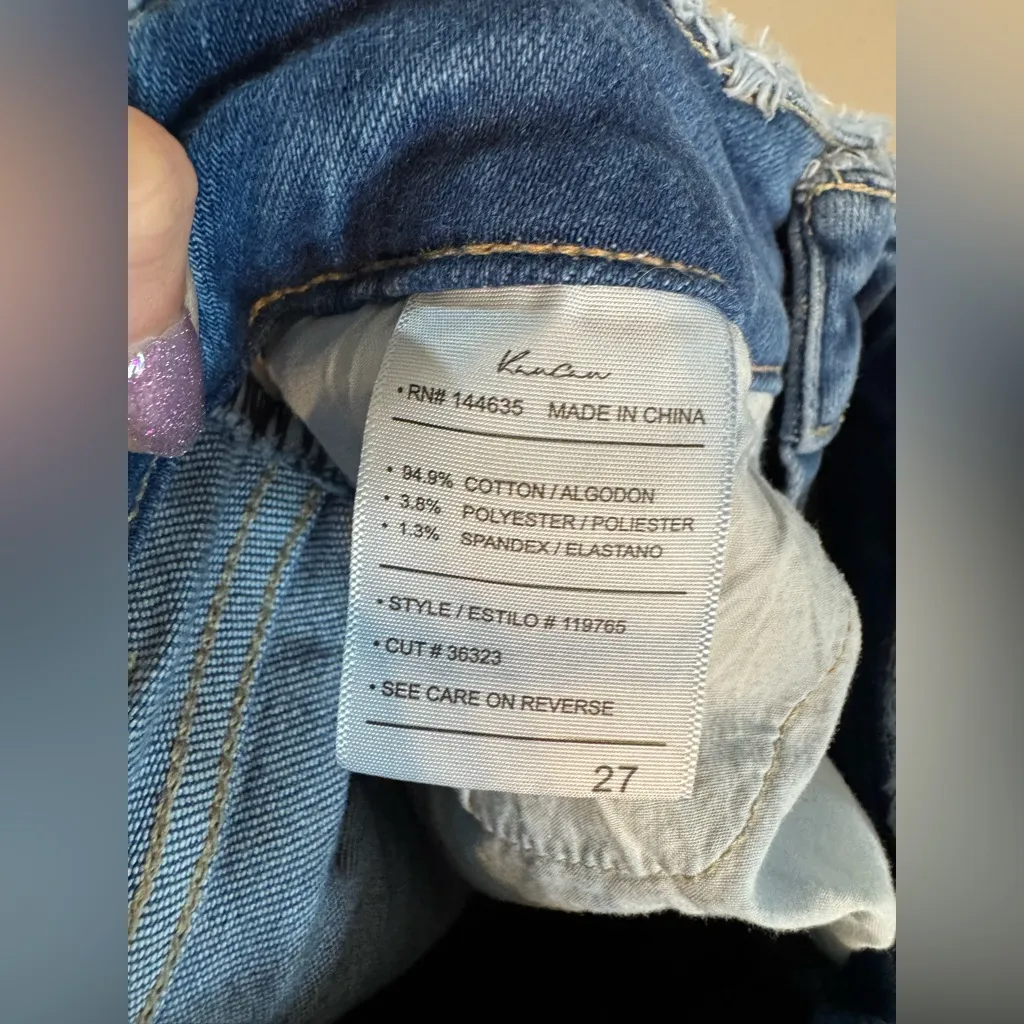 KanCan
• RN# 144635 MADE IN CHINA
• 94.9% COTTON / ALGODON
• 3.8% POLYESTER / POLIESTER
• 1.3% SPANDEX / ELASTANO
• STYLE / ESTILO # 119765
• CUT # 36323
• SEE CARE ON REVERSE
27